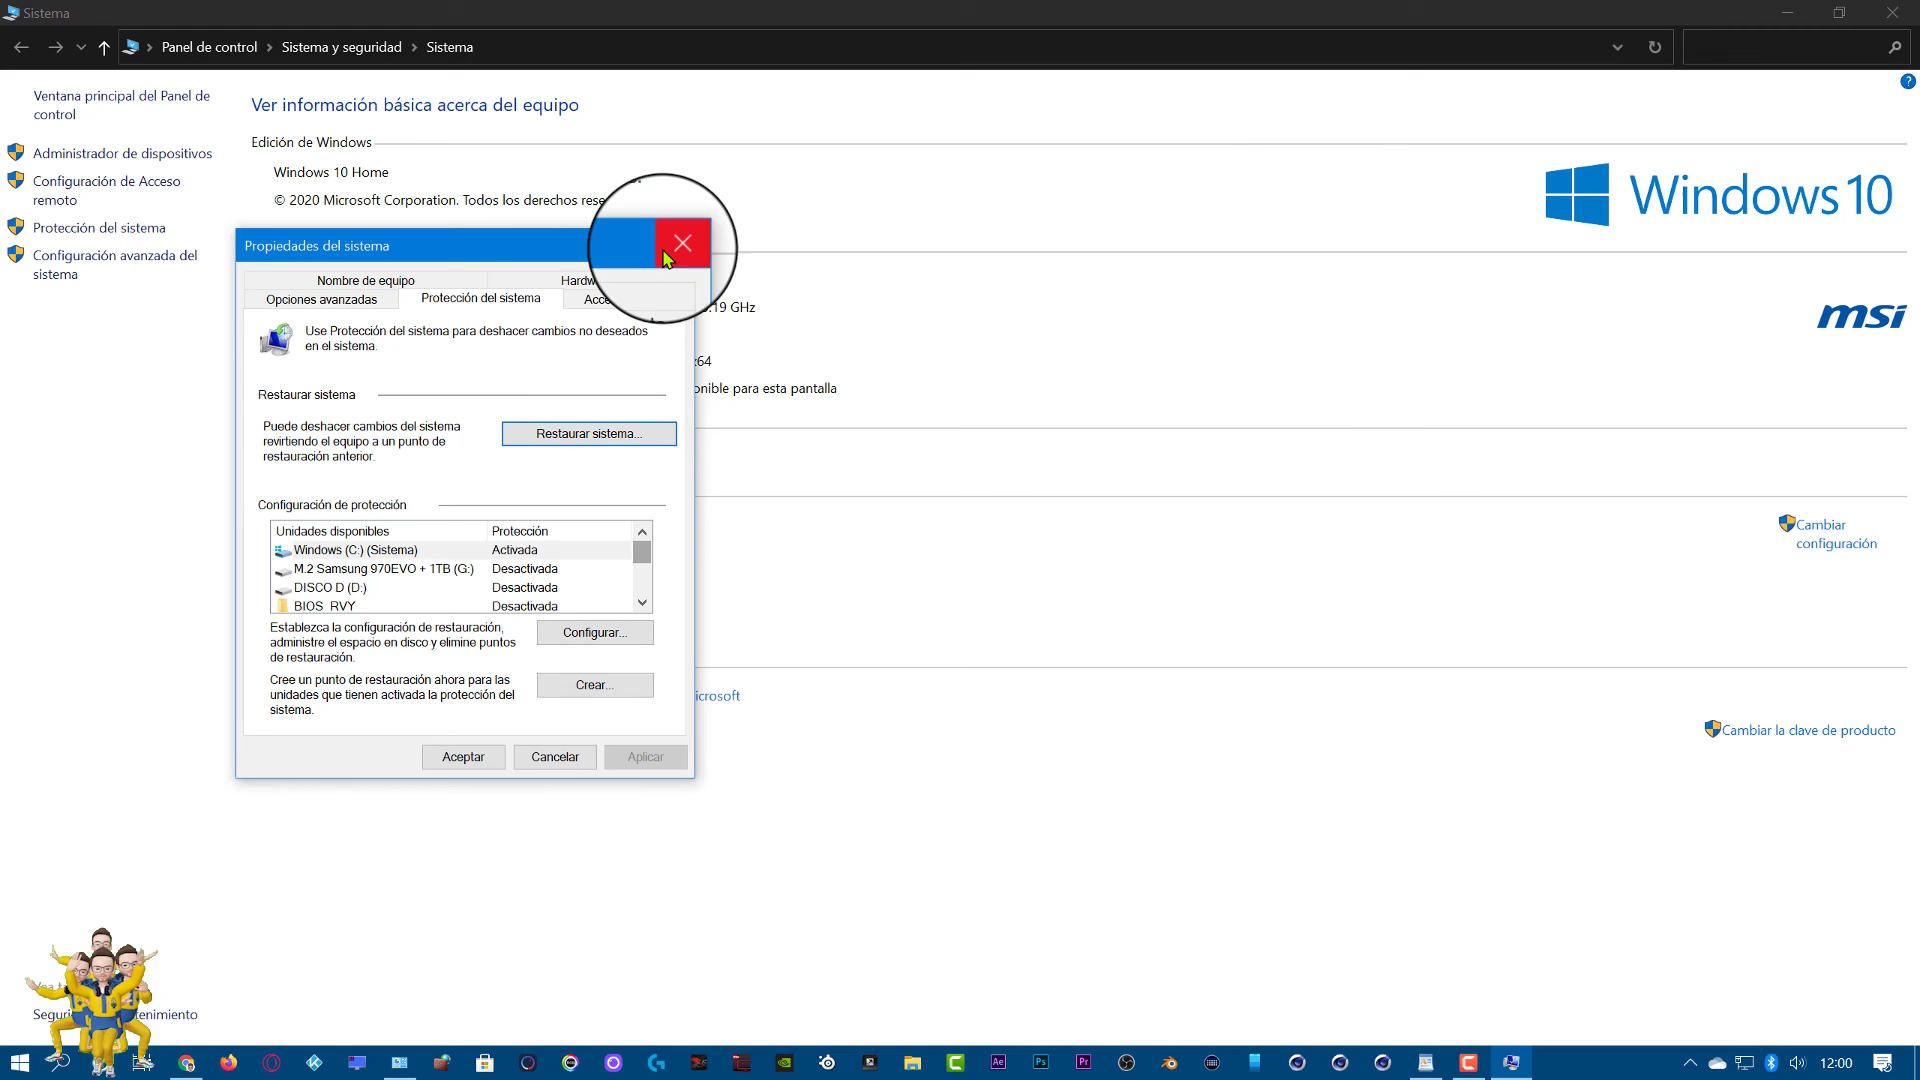 Sistema
Panel de control > Sistema y seguridad > Sistema
Ventana principal del Panel de
control
Administrador de dispositivos
Configuración de Acceso
remoto
Protección del sistema
Configuración avanzada del
sistema
Ver información básica acerca del equipo
Edición de Windows
Windows 10 Home
© 2020 Microsoft Corporation. Todos los derechos rese
Windows 10
msi
.19 GHz
x64
onible para esta pantalla
Cambiar
configuración
icrosoft
Cambiar la clave de producto
Propiedades del sistema
Nombre de equipo
Hardw
Opciones avanzadas
Protección del sistema
Acce
Use Protección del sistema para deshacer cambios no deseados
en el sistema.
Restaurar sistema
Puede deshacer cambios del sistema
revirtiendo el equipo a un punto de
restauración anterior.
Restaurar sistema...
Configuración de protección
Unidades disponibles Protección
Windows (C:) (Sistema) Activada
M.2 Samsung 970EVO + 1TB (G:) Desactivada
DISCO D (D:) Desactivada
BIOS_RVY Desactivada
Establezca la configuración de restauración,
administre el espacio en disco y elimine puntos
de restauración.
Configurar...
Cree un punto de restauración ahora para las
unidades que tienen activada la protección del
sistema.
Crear...
Aceptar
Cancelar
Aplicar
Seguri
tenimiento
Ae
Ps
Pr
12:00